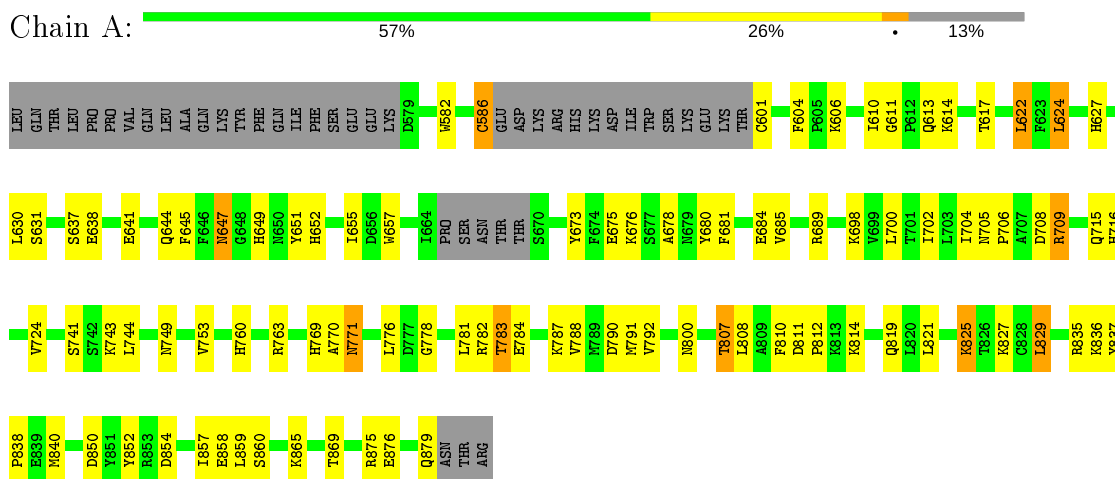 Chain A:
57% 26% • 13%
LEU GLN THR LEU PRO PRO VAL GLN LEU ALA GLN LYS TYR PHE GLN ILE PHE SER GLU GLU LYS D579 W582 C586 GLU ASP LYS ARG HIS LYS ASP ILE TRP SER LYS GLU LYS THR C601 F604 P605 K606 I610 G611 P612 Q613 K614 T617 L622 F623 L624 H627
L630 S631 S637 E638 E641 Q644 F645 F646 N647 G648 H649 N650 Y651 H652 I655 D656 W657 I664 PRO SER ASN THR THR S670 Y673 F674 E675 K676 S677 A678 N679 Y680 F681 E684 V685 R689 K698 V699 L700 T701 I702 L703 I704 N705 P706 A707 D708 R709 Q715 H716
V724 S741 S742 K743 L744 N749 V753 H760 R763 H769 A770 N771 L776 D777 G778 L781 R782 T783 E784 K787 V788 M789 D790 M791 V792 N800 T807 L808 A809 F810 D811 P812 K813 K814 Q819 L820 L821 K825 T826 K827 C828 L829 R835 K836 Y837
P838 E839 M840 D850 Y851 Y852 R853 D854 I857 E858 L859 S860 K865 T869 R875 E876 Q879 ASN THR ARG